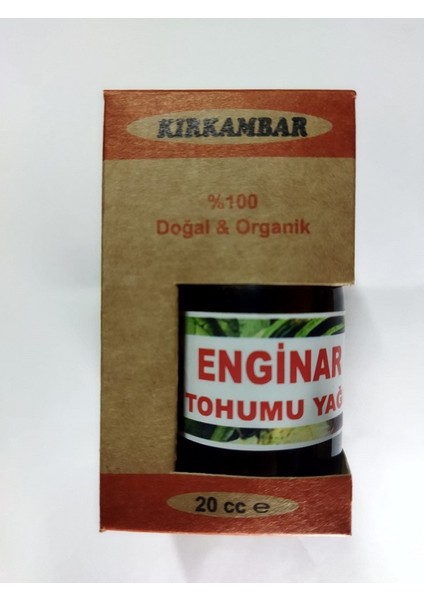 KIRKAMBAR
%100
Doğal & Organik
ENGİNAR
TOHUMU YAĞ
20 cc ℮